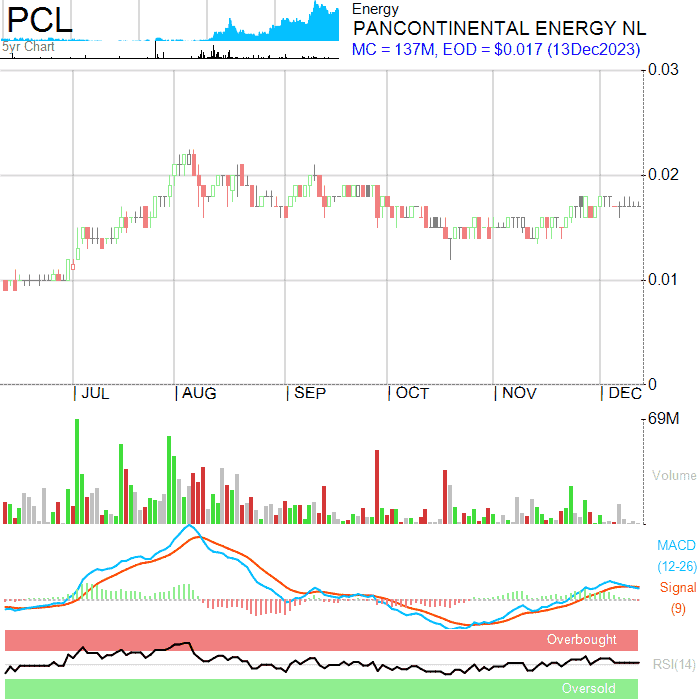 PCL
5yr Chart
Energy
PANCONTINENTAL ENERGY NL
MC = 137M, EOD = $0.017 (13Dec2023)
0.03
0.02
0.01
0
JUL AUG SEP OCT NOV DEC
69M
Volume
MACD
(12-26)
Signal
(9)
Overbought
RSI(14)
Oversold